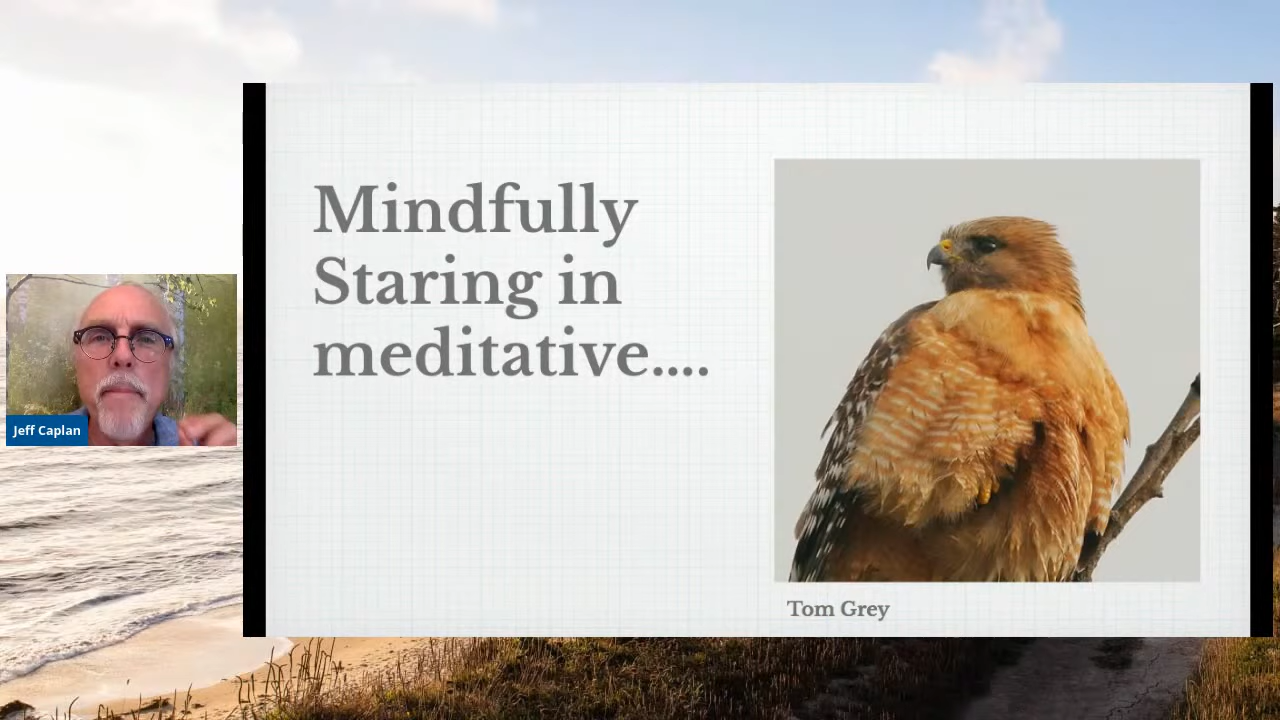 Mindfully
Staring in
meditative....
Jeff Caplan
Tom Grey